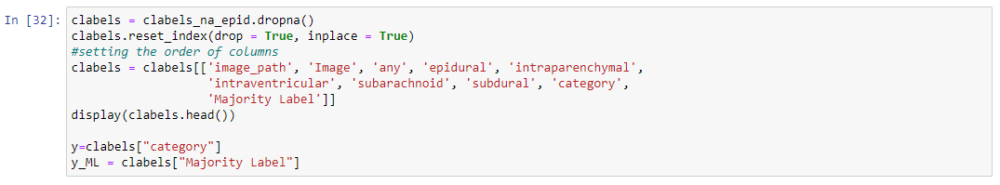 In [32]: clabels = clabels_na_epid.dropna()
clabels.reset_index(drop = True, inplace = True)
#setting the order of columns
clabels = clabels[['image_path', 'Image', 'any', 'epidural', 'intraparenchymal',
'intraventricular', 'subarachnoid', 'subdural', 'category',
'Majority Label']]
display(clabels.head())
y=clabels["category"]
y_ML = clabels["Majority Label"]